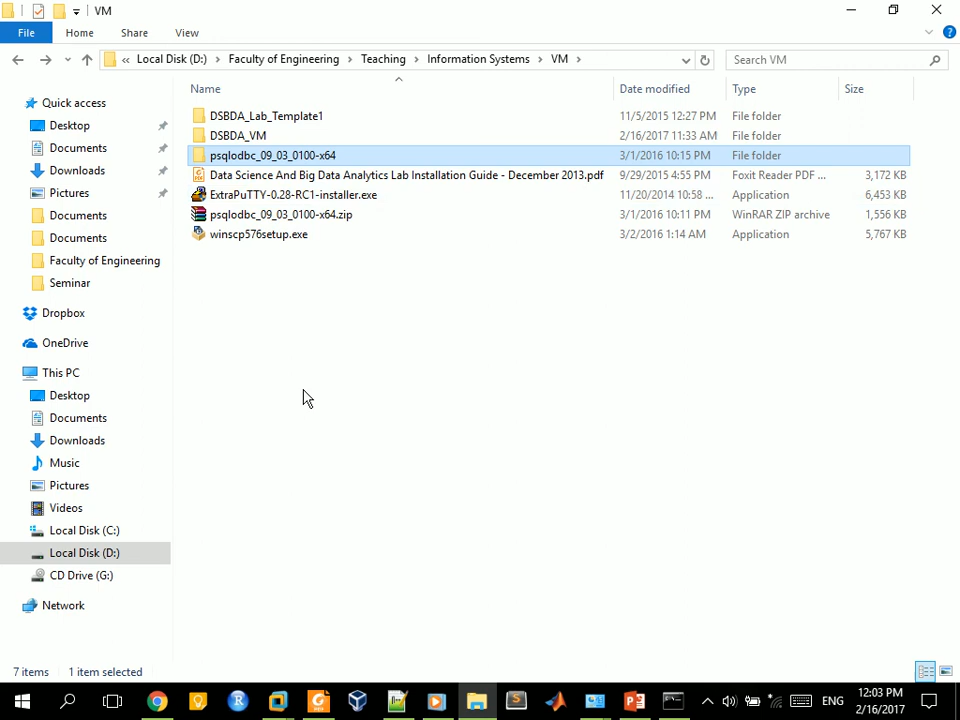 VM
File Home Share View
« Local Disk (D:) > Faculty of Engineering > Teaching > Information Systems > VM > Search VM
Name Date modified Type Size
Quick access
Desktop
Documents
Downloads
Pictures
Documents
Documents
Faculty of Engineering
Seminar
Dropbox
OneDrive
This PC
Desktop
Documents
Downloads
Music
Pictures
Videos
Local Disk (C:)
Local Disk (D:)
CD Drive (G:)
Network
DSBDA_Lab_Template1 11/5/2015 12:27 PM File folder
DSBDA_VM 2/16/2017 11:33 AM File folder
psqlodbc_09_03_0100-x64 3/1/2016 10:15 PM File folder
Data Science And Big Data Analytics Lab Installation Guide - December 2013.pdf 9/29/2015 4:55 PM Foxit Reader PDF ... 3,172 KB
ExtraPuTTY-0.28-RC1-installer.exe 11/20/2014 10:58 ... Application 6,453 KB
psqlodbc_09_03_0100-x64.zip 3/1/2016 10:11 PM WinRAR ZIP archive 1,556 KB
winscp576setup.exe 3/2/2016 1:14 AM Application 5,767 KB
7 items 1 item selected
ENG 12:03 PM
2/16/2017